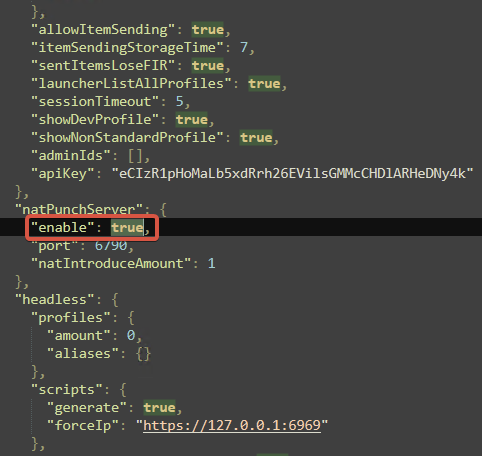 },
"allowItemSending": true,
"itemSendingStorageTime": 7,
"sentItemsLoseFIR": true,
"launcherListAllProfiles": true,
"sessionTimeout": 5,
"showDevProfile": true,
"showNonStandardProfile": true,
"adminIds": [],
"apiKey": "eCIzR1pHoMaLb5xdRrh26EVilsGMMcCHDlARHeDNy4k"
},
"natPunchServer": {
"enable": true,
"port": 6790,
"natIntroduceAmount": 1
},
"headless": {
"profiles": {
"amount": 0,
"aliases": {}
},
"scripts": {
"generate": true,
"forceIp": "https://127.0.0.1:6969"
},